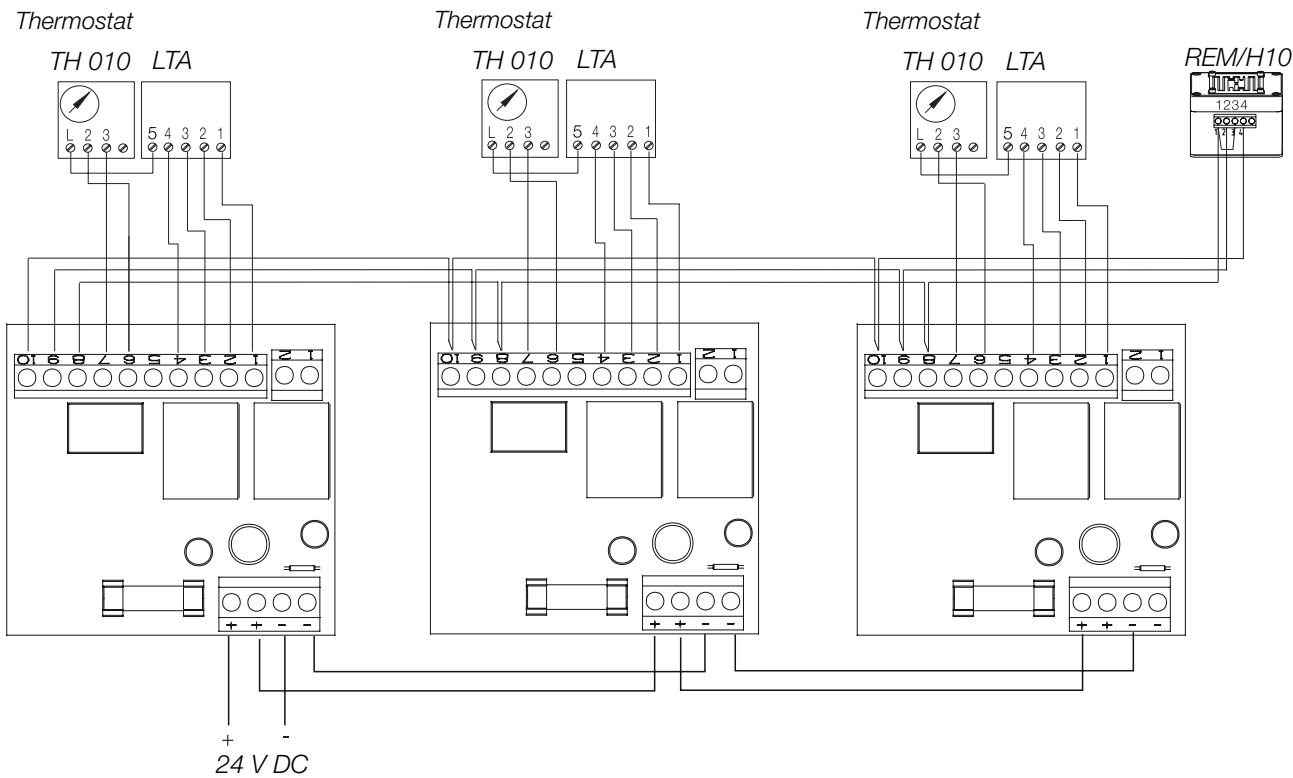 Thermostat Thermostat Thermostat
TH 010 LTA TH 010 LTA TH 010 LTA REM/H10
1234
L 2 3 5 4 3 2 1 L 2 3 5 4 3 2 1 L 2 3 5 4 3 2 1 1 2 3 4
10 9 8 7 6 5 4 3 2 1 2 1 10 9 8 7 6 5 4 3 2 1 2 1 10 9 8 7 6 5 4 3 2 1 2 1
+ + - - + + - - + + - -
+ -
24 V DC